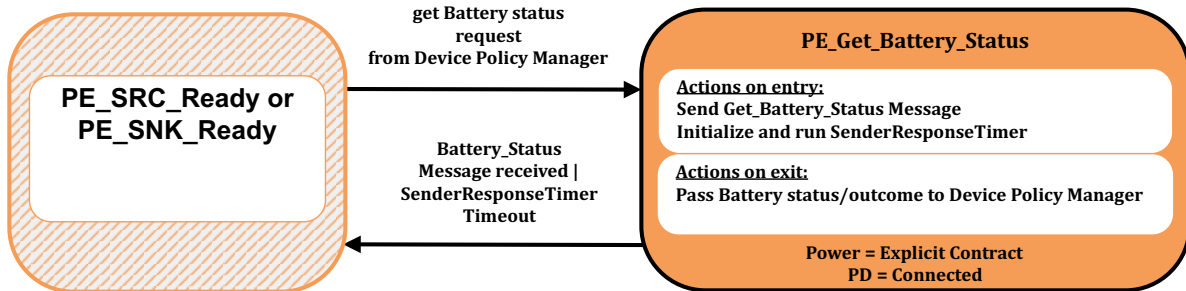 PE_SRC_Ready or
PE_SNK_Ready
get Battery status
request
from Device Policy Manager
Battery_Status
Message received |
SenderResponseTimer
Timeout
PE_Get_Battery_Status
Actions on entry:
Send Get_Battery_Status Message
Initialize and run SenderResponseTimer
Actions on exit:
Pass Battery status/outcome to Device Policy Manager
Power = Explicit Contract
PD = Connected